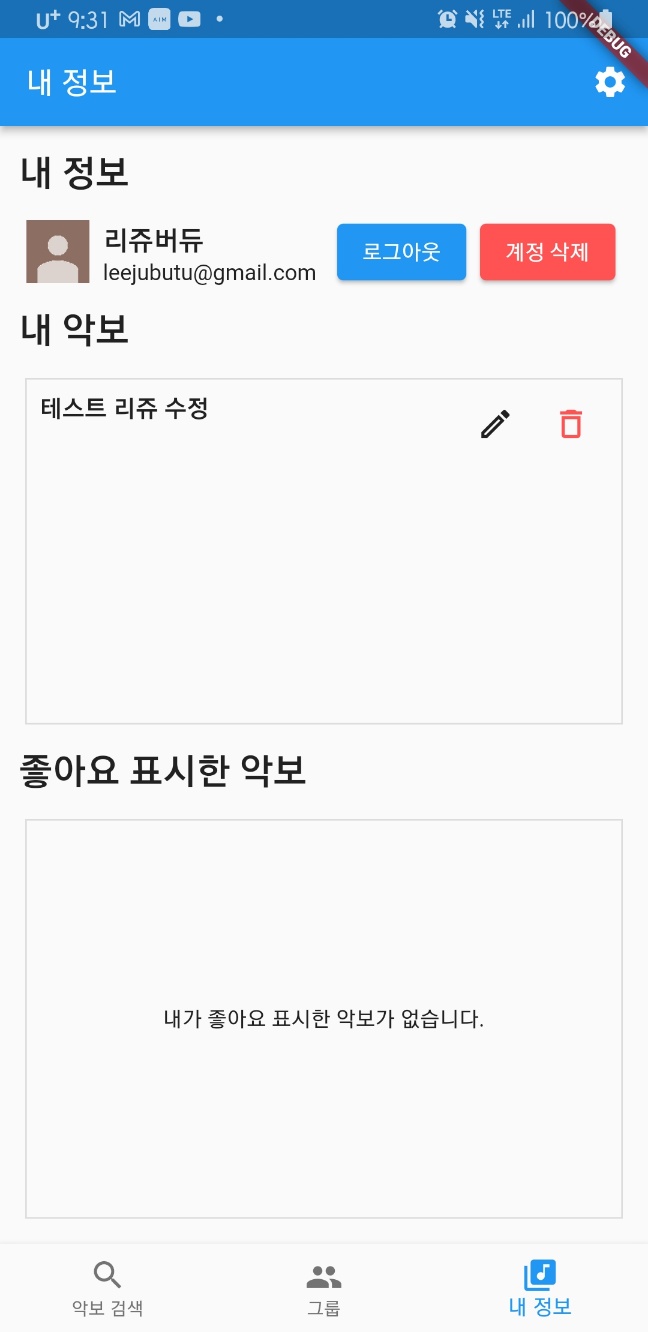 U+ 9:31 AIM LTE 100%
DEBUG
내 정보
내 정보
리쥬버듀
leejubutu@gmail.com
로그아웃
계정 삭제
내 악보
테스트 리쥬 수정
좋아요 표시한 악보
내가 좋아요 표시한 악보가 없습니다.
악보 검색
그룹
내 정보